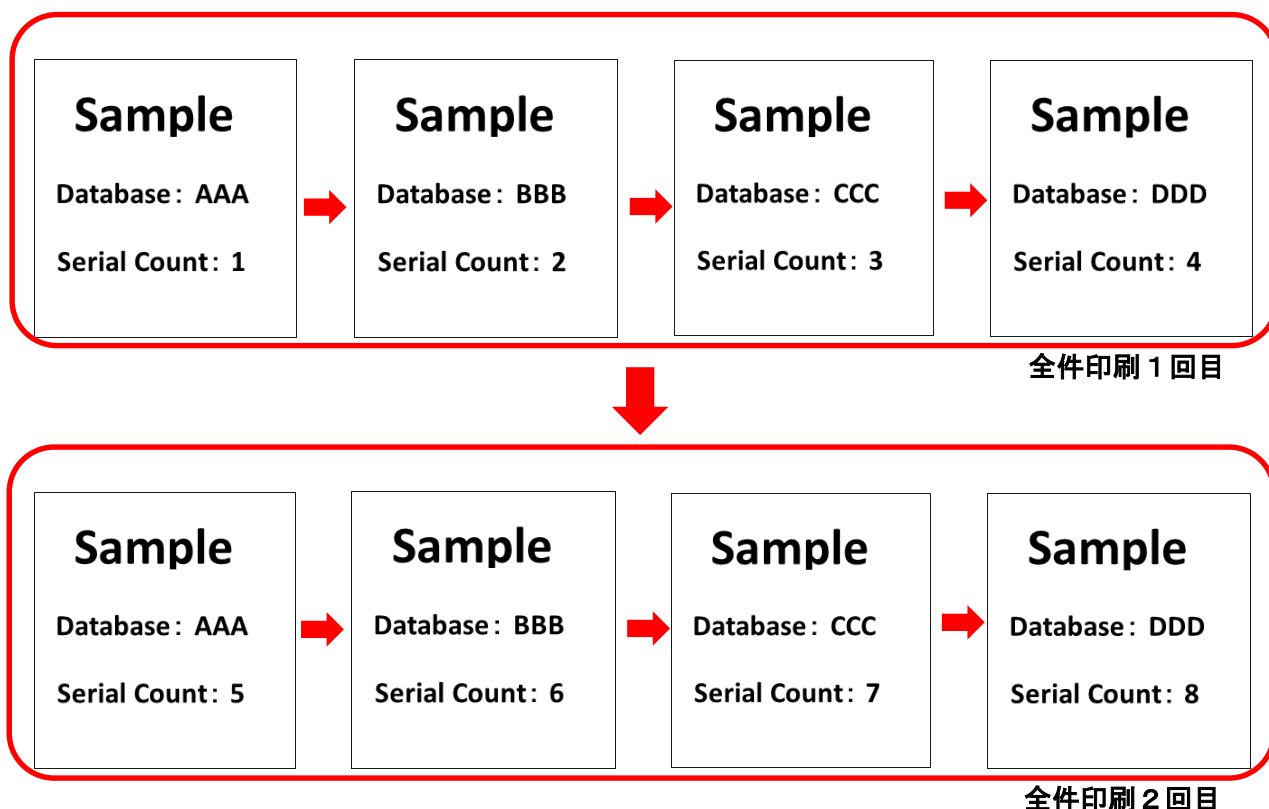 Sample
Database： AAA
Serial Count： 1
Sample
Database： BBB
Serial Count： 2
Sample
Database： CCC
Serial Count： 3
Sample
Database： DDD
Serial Count： 4
全件印刷１回目
Sample
Database： AAA
Serial Count： 5
Sample
Database： BBB
Serial Count： 6
Sample
Database： CCC
Serial Count： 7
Sample
Database： DDD
Serial Count： 8
全件印刷２回目